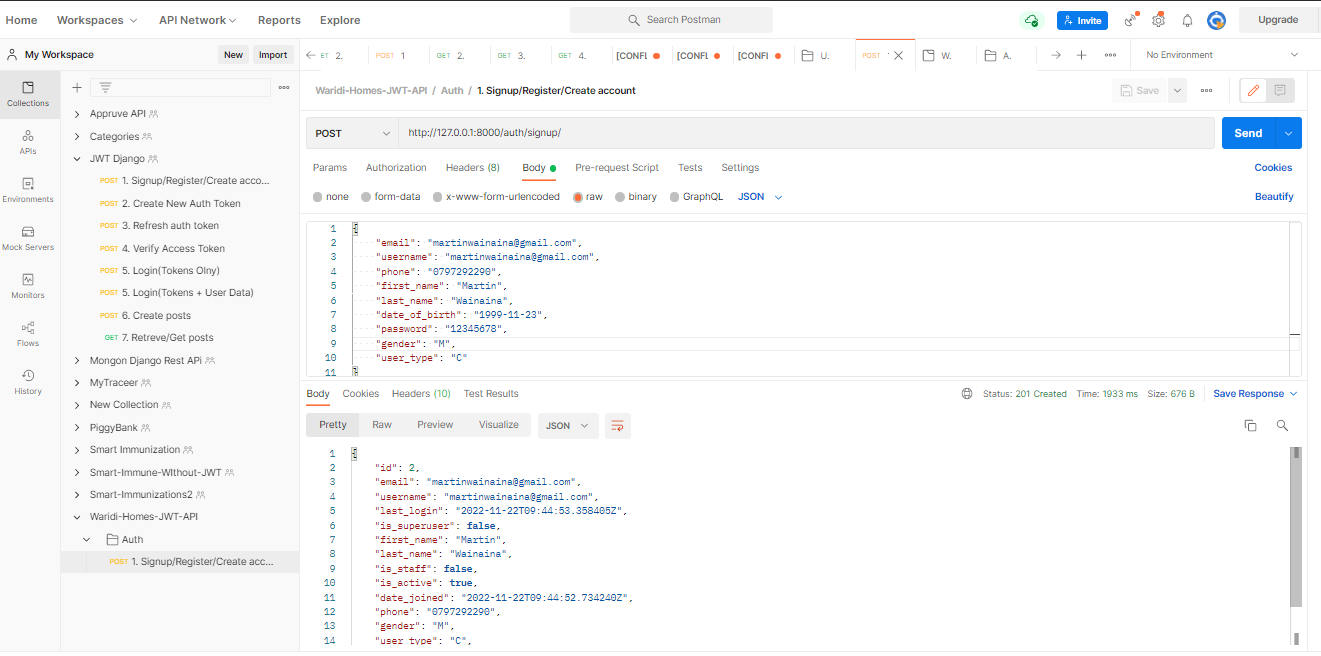 Home Workspaces API Network Reports Explore Search Postman Invite Upgrade
My Workspace New Import
ET 2. POST 1 GET 2. GET 3. GET 4. [CONFL [CONFL [CONFI U. POST W. A. No Environment
Collections
APIs
Environments
Mock Servers
Monitors
Flows
History
Appruve API
Categories
JWT Django
POST 1. Signup/Register/Create acco...
POST 2. Create New Auth Token
POST 3. Refresh auth token
POST 4. Verify Access Token
POST 5. Login(Tokens Olny)
POST 5. Login(Tokens + User Data)
POST 6. Create posts
GET 7. Retreve/Get posts
Mongon Django Rest APi
MyTraceer
New Collection
PiggyBank
Smart Immunization
Smart-Immune-WIthout-JWT
Smart-Immunizations2
Waridi-Homes-JWT-API
Auth
POST 1. Signup/Register/Create acc...
Waridi-Homes-JWT-API / Auth / 1. Signup/Register/Create account Save
POST http://127.0.0.1:8000/auth/signup/ Send
Params Authorization Headers (8) Body Pre-request Script Tests Settings Cookies
none form-data x-www-form-urlencoded raw binary GraphQL JSON Beautify
1 {
2 "email": "martinwainaina@gmail.com",
3 "username": "martinwainaina@gmail.com",
4 "phone": "0797292290",
5 "first_name": "Martin",
6 "last_name": "Wainaina",
7 "date_of_birth": "1999-11-23",
8 "password": "12345678",
9 "gender": "M",
10 "user_type": "C"
11 }
Body Cookies Headers (10) Test Results Status: 201 Created Time: 1933 ms Size: 676 B Save Response
Pretty Raw Preview Visualize JSON
1 {
2 "id": 2,
3 "email": "martinwainaina@gmail.com",
4 "username": "martinwainaina@gmail.com",
5 "last_login": "2022-11-22T09:44:53.358405Z",
6 "is_superuser": false,
7 "first_name": "Martin",
8 "last_name": "Wainaina",
9 "is_staff": false,
10 "is_active": true,
11 "date_joined": "2022-11-22T09:44:52.734240Z",
12 "phone": "0797292290",
13 "gender": "M",
14 "user_type": "C",